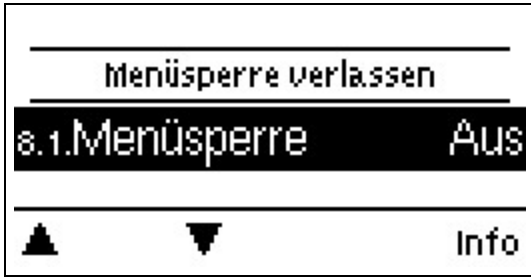 Menüsperre verlassen
8.1.Menüsperre Aus
▲ ▼ Info